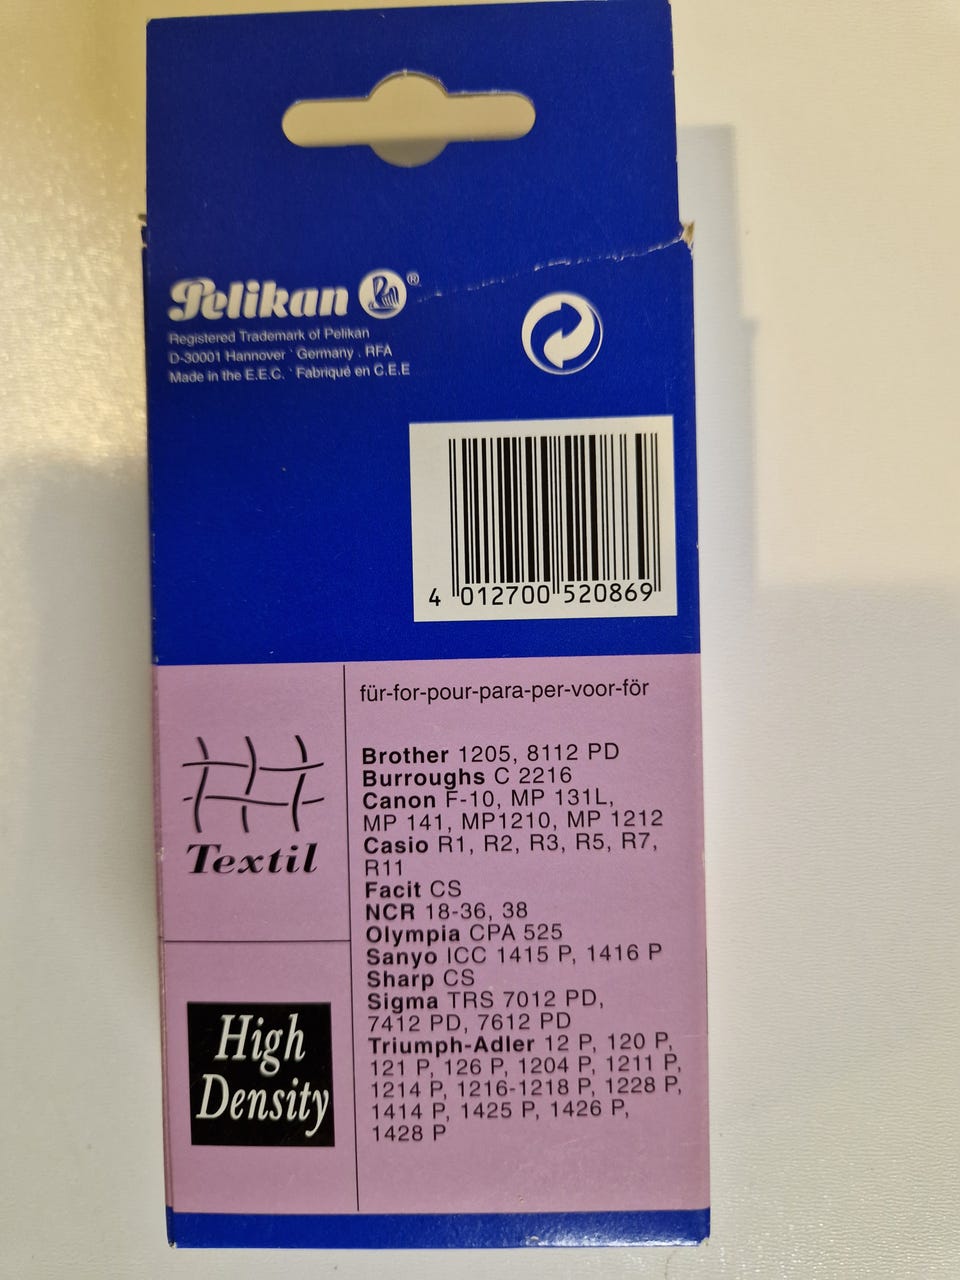 Pelikan ®
Registered Trademark of Pelikan
D-30001 Hannover · Germany . RFA
Made in the E.E.C. · Fabriqué en C.E.E
4 012700 520869
für-for-pour-para-per-voor-för
Brother 1205, 8112 PD
Burroughs C 2216
Canon F-10, MP 131L,
MP 141, MP1210, MP 1212
Casio R1, R2, R3, R5, R7,
R11
Facit CS
NCR 18-36, 38
Olympia CPA 525
Sanyo ICC 1415 P, 1416 P
Sharp CS
Sigma TRS 7012 PD,
7412 PD, 7612 PD
Triumph-Adler 12 P, 120 P,
121 P, 126 P, 1204 P, 1211 P,
1214 P, 1216-1218 P, 1228 P,
1414 P, 1425 P, 1426 P,
1428 P
Textil
High
Density